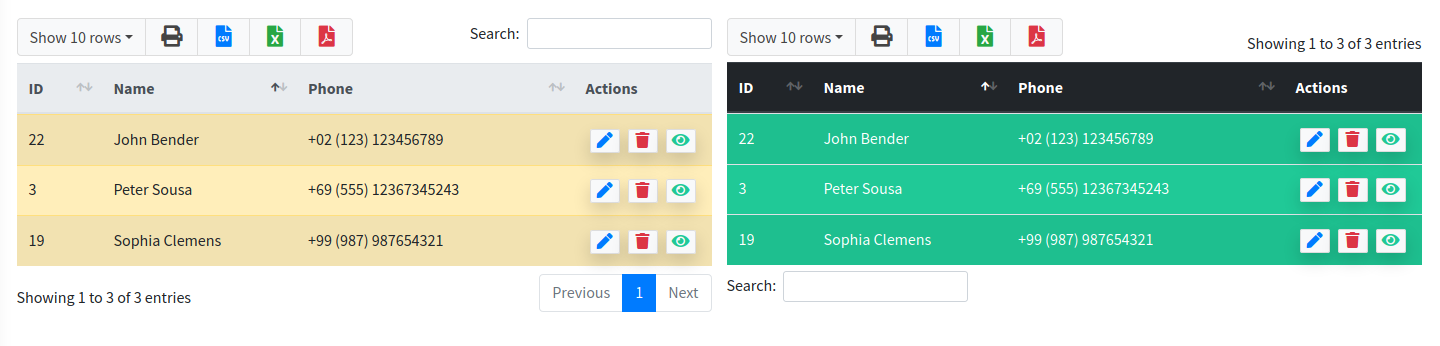 Show 10 rows CSV X Search:
ID Name Phone Actions
22 John Bender +02 (123) 123456789
3 Peter Sousa +69 (555) 12367345243
19 Sophia Clemens +99 (987) 987654321
Showing 1 to 3 of 3 entries Previous 1 Next
Show 10 rows CSV X Showing 1 to 3 of 3 entries
ID Name Phone Actions
22 John Bender +02 (123) 123456789
3 Peter Sousa +69 (555) 12367345243
19 Sophia Clemens +99 (987) 987654321
Search: